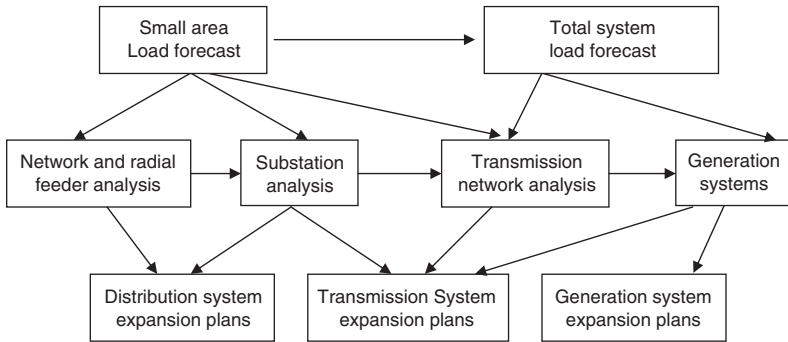 Small area
Load forecast
Total system
load forecast
Network and radial
feeder analysis
Substation
analysis
Transmission
network analysis
Generation
systems
Distribution system
expansion plans
Transmission System
expansion plans
Generation system
expansion plans